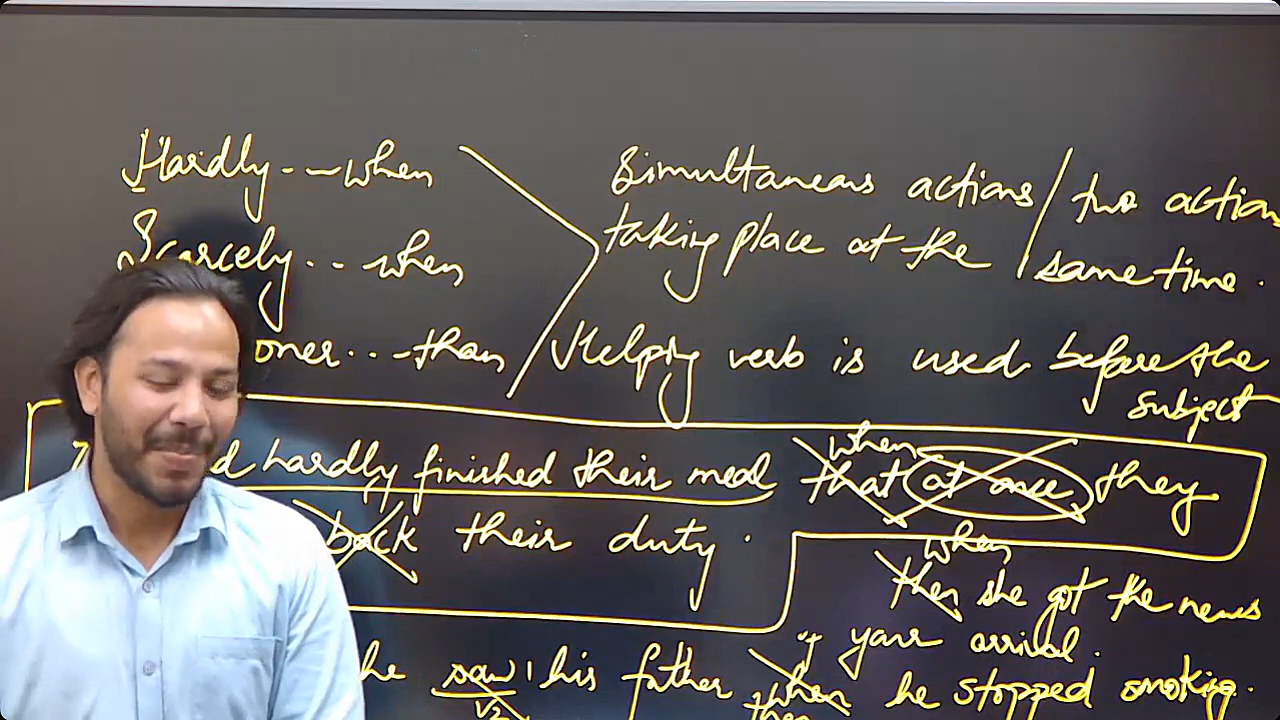 Hardly - - when
Scarcely .. when
oner .. - than
Simultaneous actions / two action
taking place at the / same time.
Helping verb is used before the
subject
d hardly finished their meal that when at once they
back their duty.
then when she got the news
of your arrival.
he saw his father when he stopped smoking.
V2
then